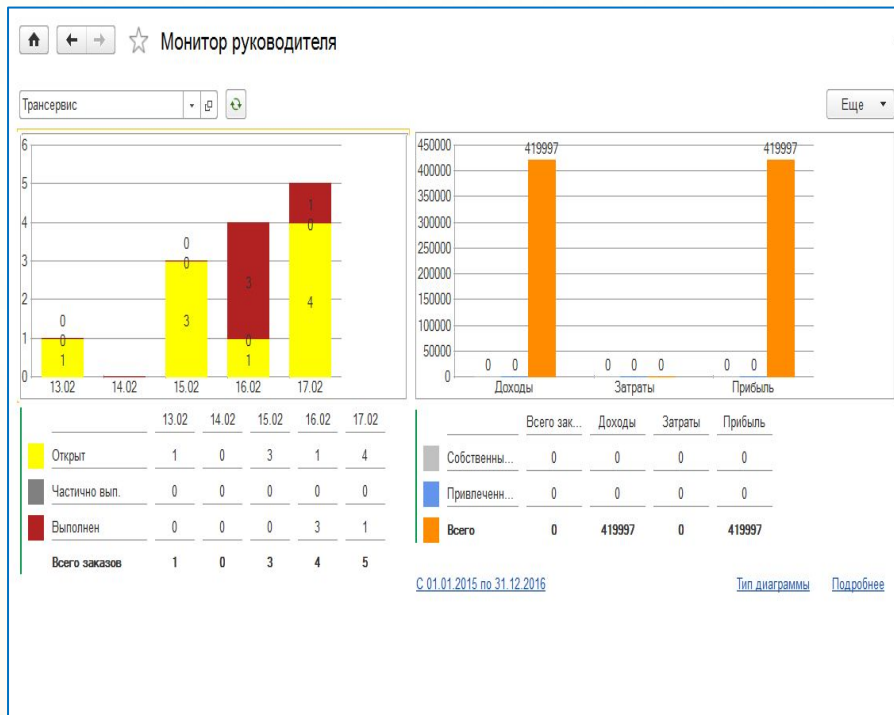 Монитор руководителя
Трансервис
Еще
6
5
4
3
2
1
0
0
0
1
0
0
3
3
0
1
1
0
4
13.02 14.02 15.02 16.02 17.02
450000
400000
350000
300000
250000
200000
150000
100000
50000
0
419997 419997
0 0 0 0 0 0 0
Доходы Затраты Прибыль
13.02 14.02 15.02 16.02 17.02
Открыт 1 0 3 1 4
Частично вып. 0 0 0 0 0
Выполнен 0 0 0 3 1
Всего заказов 1 0 3 4 5
Всего зак... Доходы Затраты Прибыль
Собственны... 0 0 0 0
Привлеченн... 0 0 0 0
Всего 0 419997 0 419997
С 01.01.2015 по 31.12.2016 Тип диаграммы Подробнее